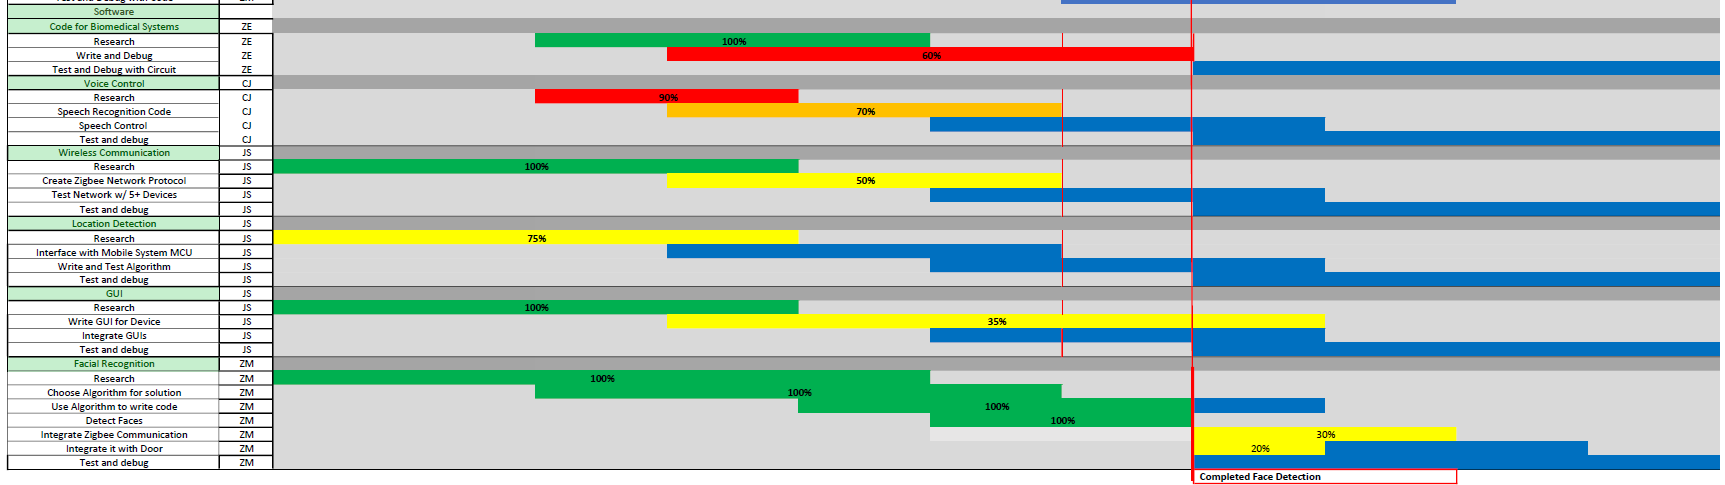 Test and Debug with Code ZM
Software
Code for Biomedical Systems ZE
Research ZE 100%
Write and Debug ZE 60%
Test and Debug with Circuit ZE
Voice Control CJ
Research CJ 90%
Speech Recognition Code CJ 70%
Speech Control CJ
Test and debug CJ
Wireless Communication JS
Research JS 100%
Create Zigbee Network Protocol JS 50%
Test Network w/ 5+ Devices JS
Test and debug JS
Location Detection JS
Research JS 75%
Interface with Mobile System MCU JS
Write and Test Algorithm JS
Test and debug JS
GUI JS
Research JS 100%
Write GUI for Device JS 35%
Integrate GUIs JS
Test and debug JS
Facial Recognition ZM
Research ZM 100%
Choose Algorithm for solution ZM 100%
Use Algorithm to write code ZM 100%
Detect Faces ZM 100%
Integrate Zigbee Communication ZM 30%
Integrate it with Door ZM 20%
Test and debug ZM
Completed Face Detection